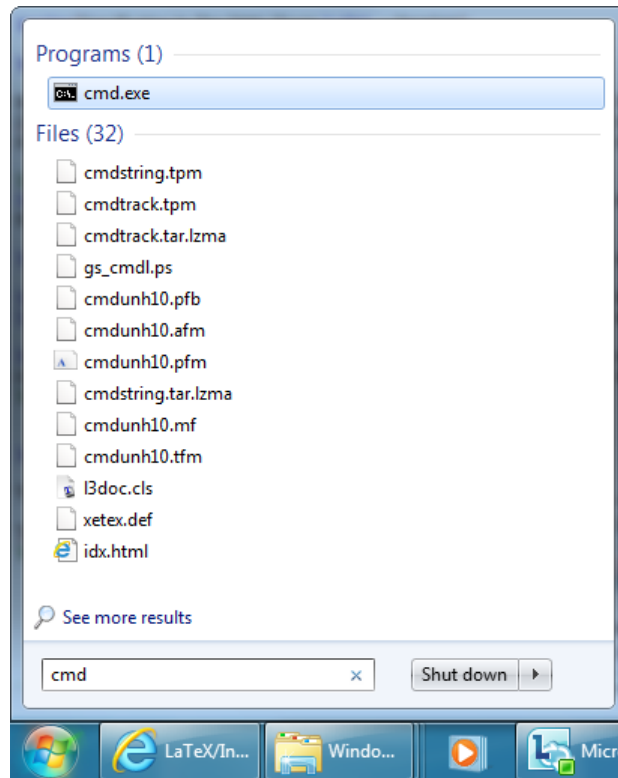 Programs (1)
C:\.
cmd.exe
Files (32)
cmdstring.tpm
cmdtrack.tpm
cmdtrack.tar.lzma
gs_cmdl.ps
cmdunh10.pfb
cmdunh10.afm
cmdunh10.pfm
cmdstring.tar.lzma
cmdunh10.mf
cmdunh10.tfm
l3doc.cls
xetex.def
idx.html
See more results
cmd
Shut down
LaTeX/In...
Windo...
Micr